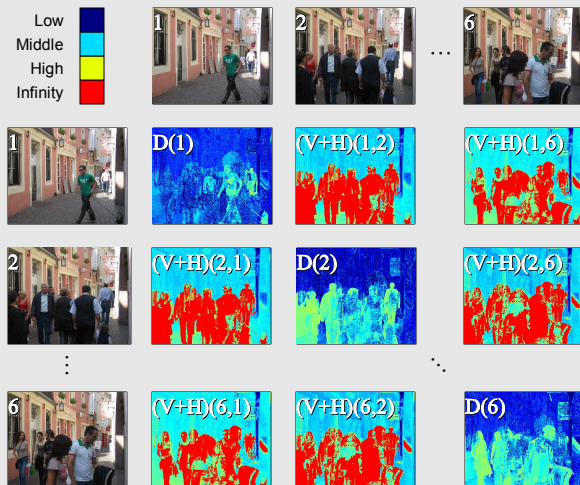 Low
Middle
High
Infinity
1
2
...
6
1
D(1)
(V+H)(1,2)
(V+H)(1,6)
2
(V+H)(2,1)
D(2)
(V+H)(2,6)
6
(V+H)(6,1)
(V+H)(6,2)
D(6)